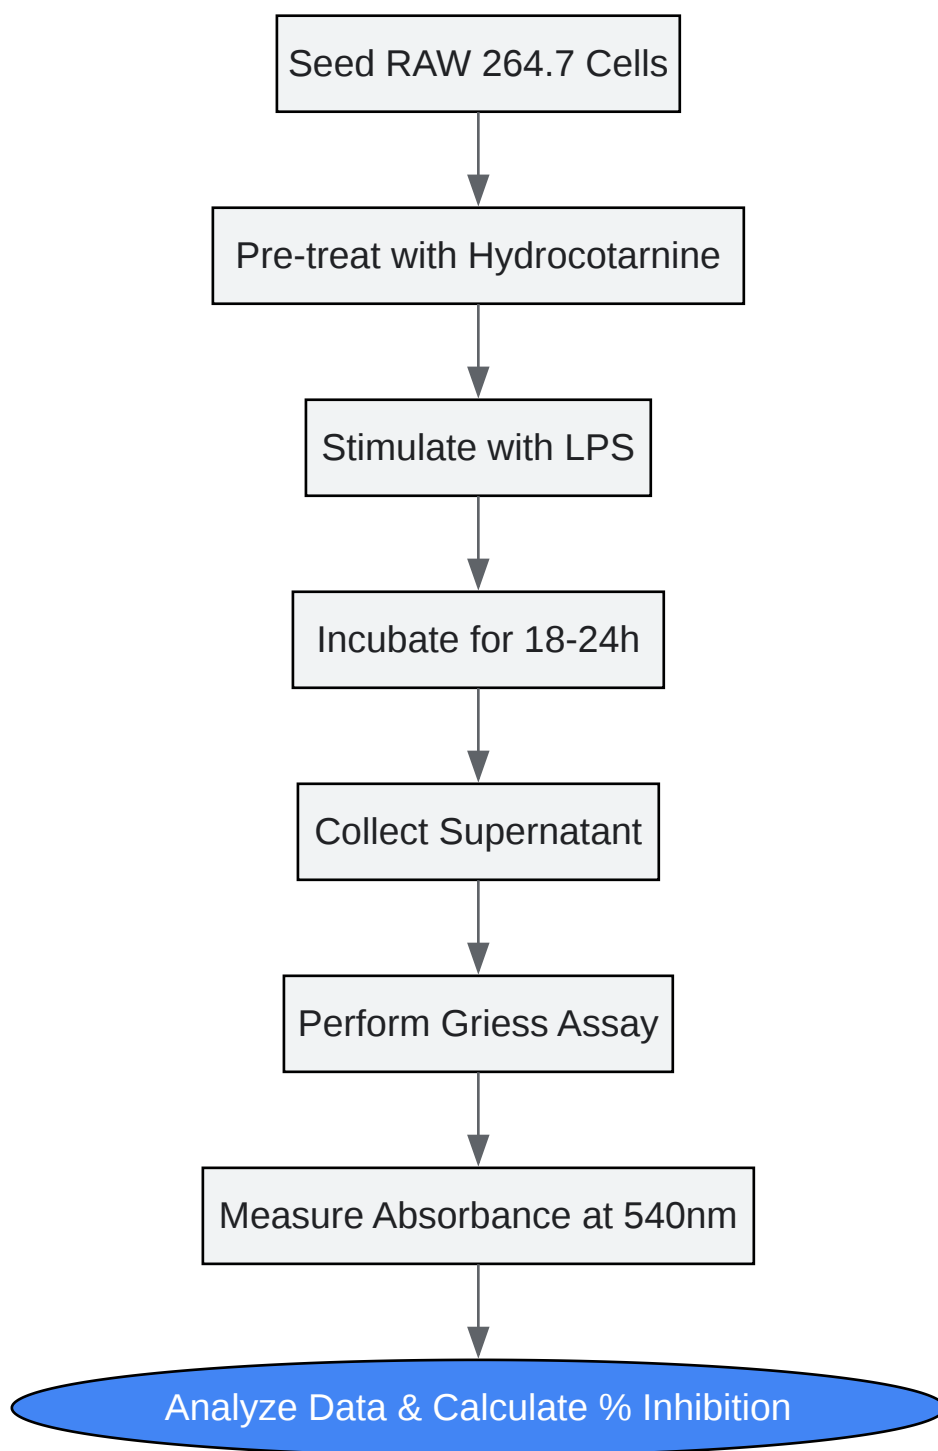 Seed RAW 264.7 Cells
Pre-treat with Hydrocotarnine
Stimulate with LPS
Incubate for 18-24h
Collect Supernatant
Perform Griess Assay
Measure Absorbance at 540nm
Analyze Data & Calculate % Inhibition